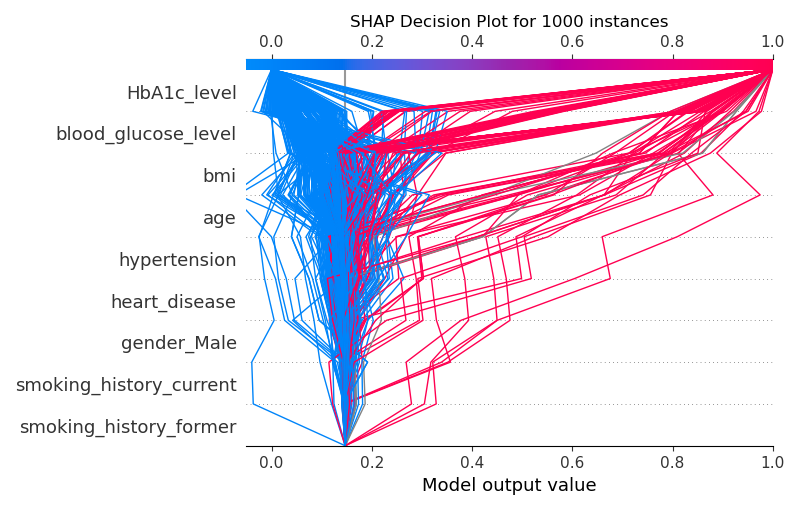 SHAP Decision Plot for 1000 instances
0.0 0.2 0.4 0.6 0.8 1.0
HbA1c_level
blood_glucose_level
bmi
age
hypertension
heart_disease
gender_Male
smoking_history_current
smoking_history_former
0.0 0.2 0.4 0.6 0.8 1.0
Model output value